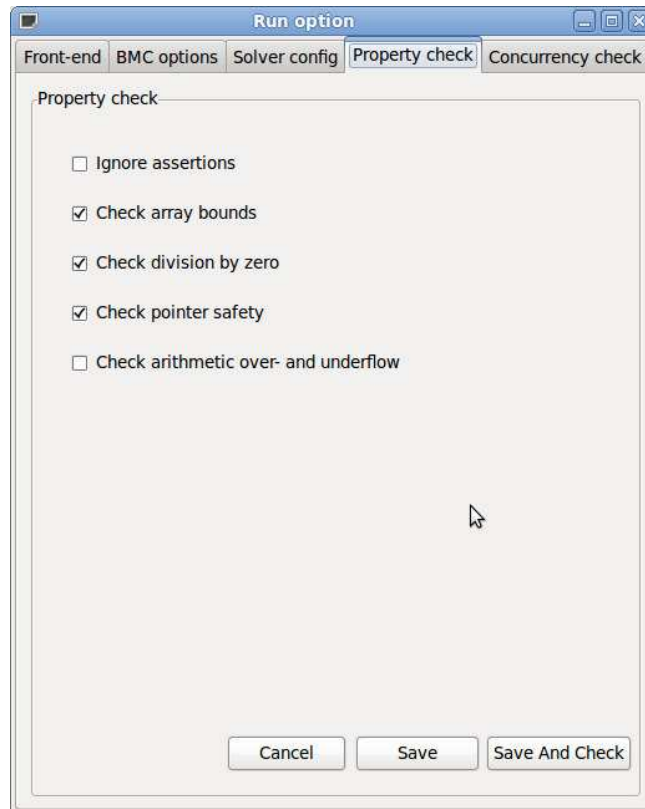 Run option
Front-end BMC options Solver config Property check Concurrency check
Property check
Ignore assertions
Check array bounds
Check division by zero
Check pointer safety
Check arithmetic over- and underflow
Cancel Save Save And Check